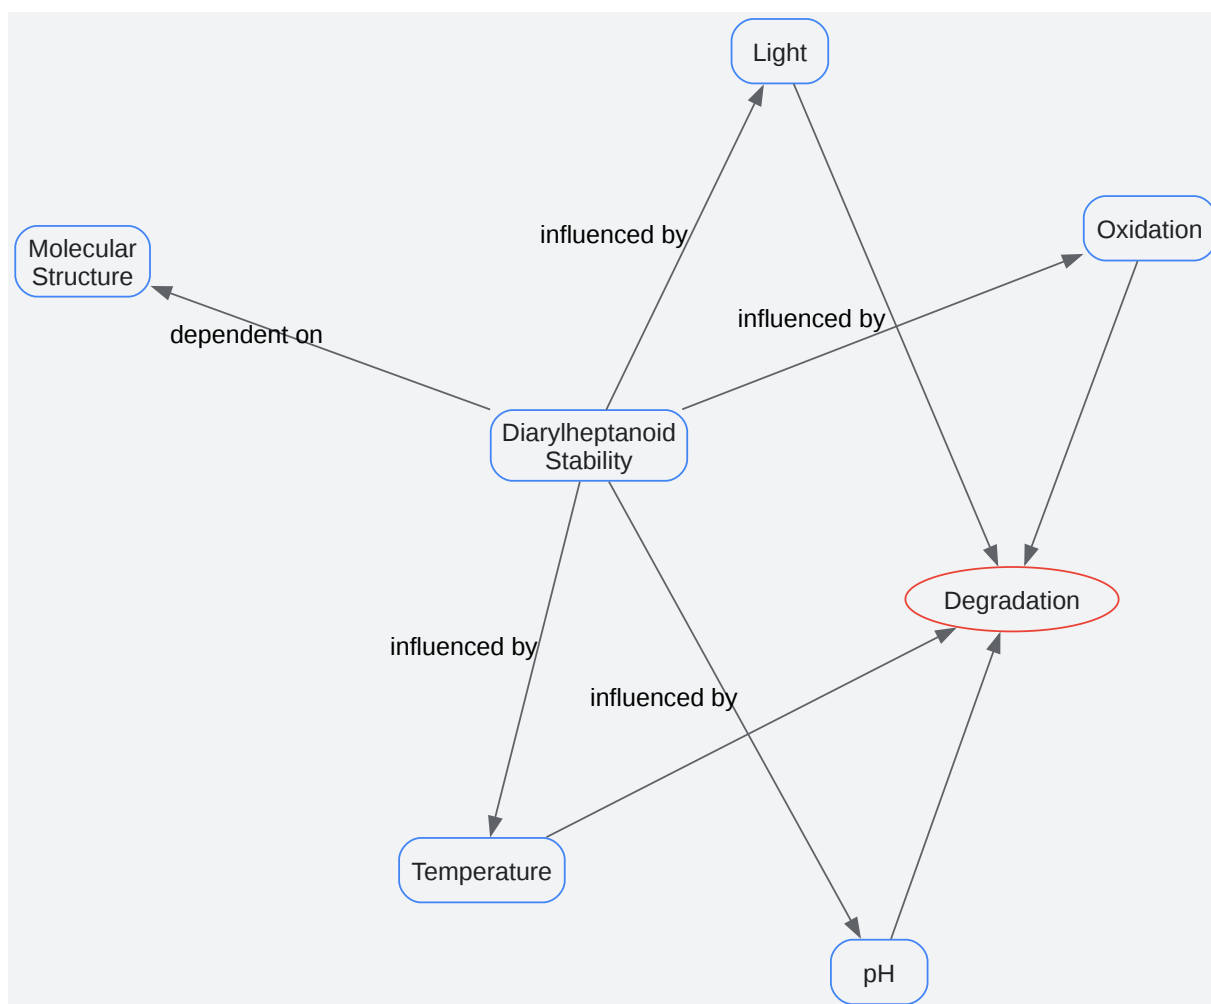 Light
Oxidation
influenced by
Molecular
Structure
influenced by
dependent on
Diarylheptanoid
Stability
Degradation
influenced by
influenced by
Temperature
pH